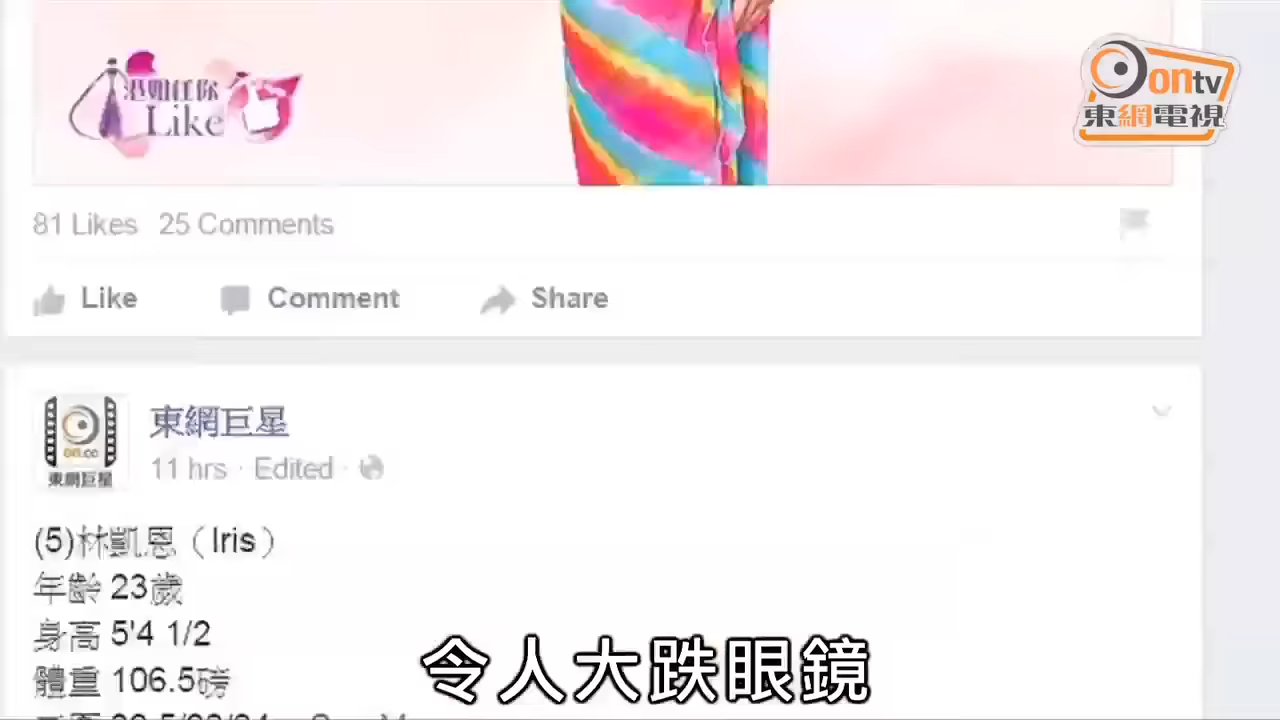 港姐任你
Like
ontv
東網電視
81 Likes 25 Comments
Like Comment Share
on.cc
東網巨星
東網巨星
11 hrs · Edited ·
(5)林凱恩（Iris）
年齡 23歲
身高 5'4 1/2
體重 106.5磅
令人大跌眼鏡